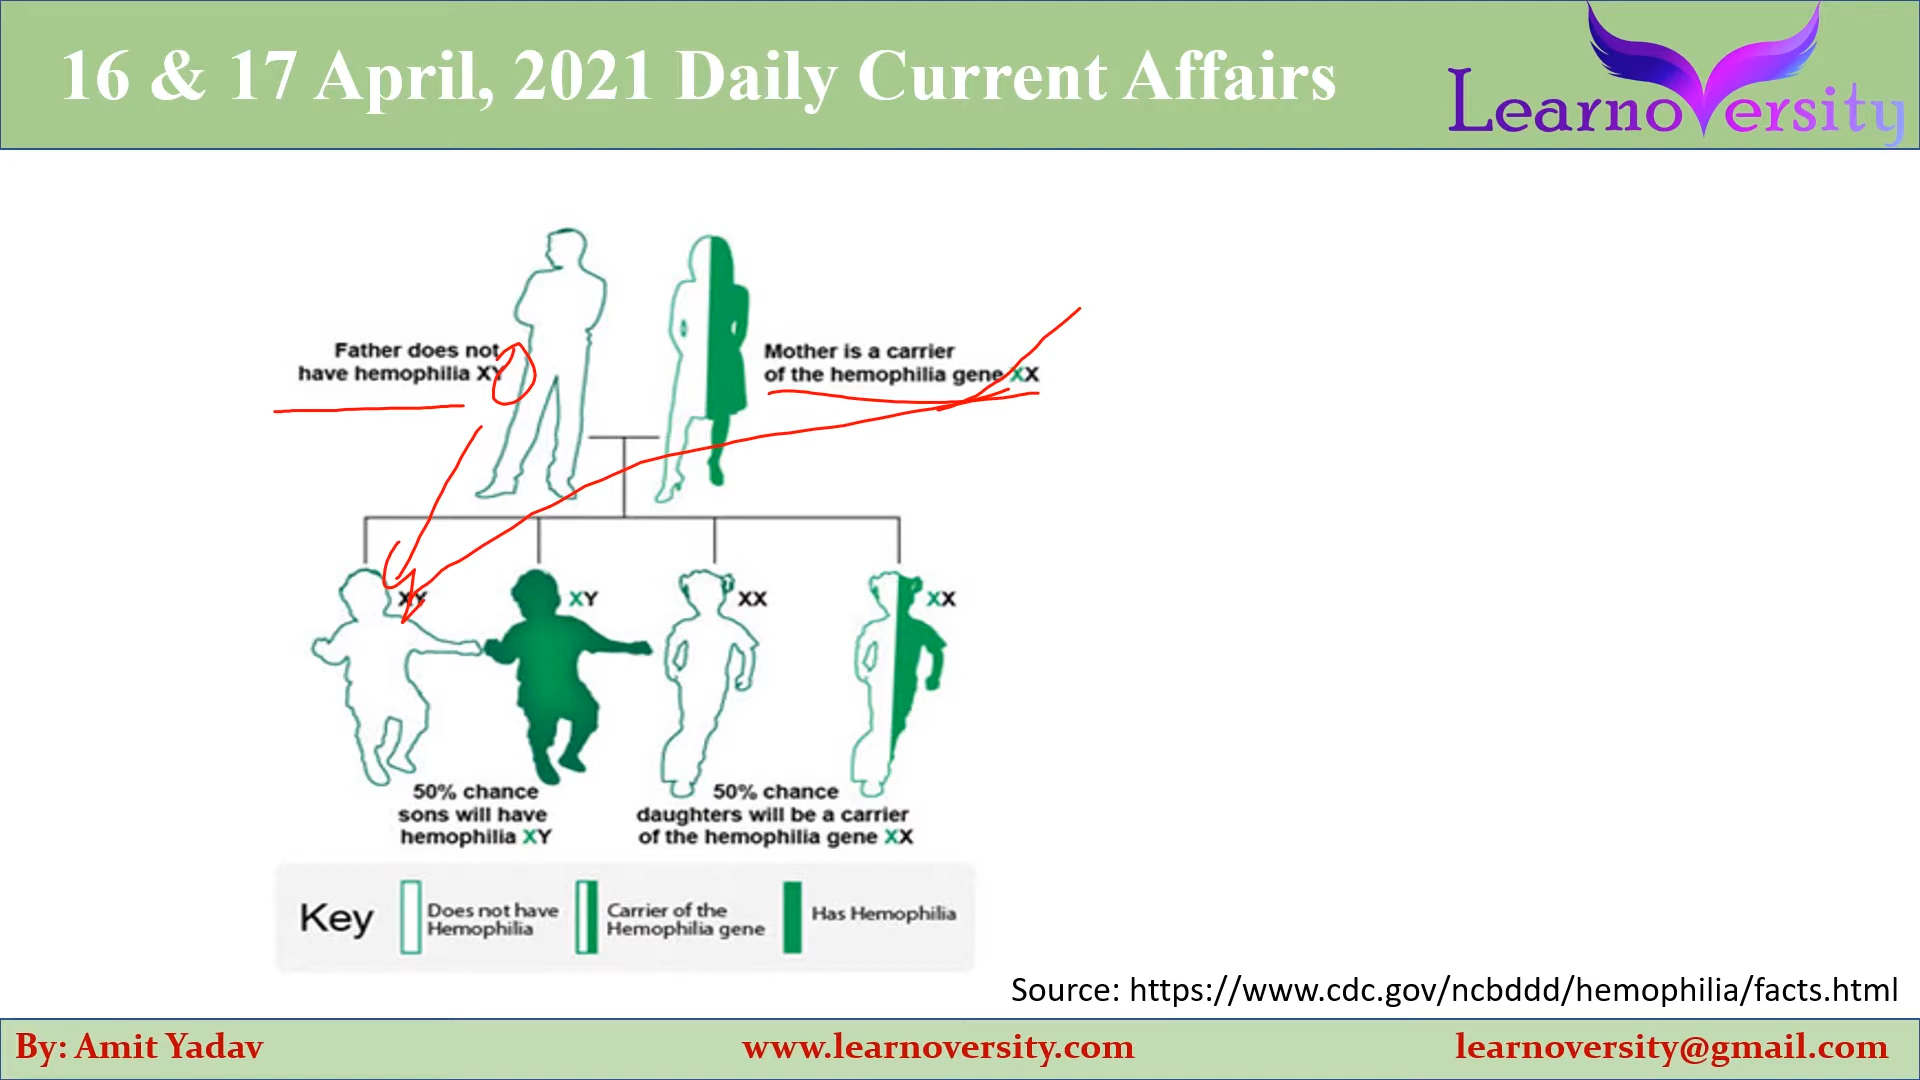 16 & 17 April, 2021 Daily Current Affairs
Learnoversity
Father does not
have hemophilia XY
Mother is a carrier
of the hemophilia gene XX
XY
XY
XX
XX
50% chance
sons will have
hemophilia XY
50% chance
daughters will be a carrier
of the hemophilia gene XX
Key
Does not have
Hemophilia
Carrier of the
Hemophilia gene
Has Hemophilia
Source: https://www.cdc.gov/ncbddd/hemophilia/facts.html
By: Amit Yadav
www.learnoversity.com
learnoversity@gmail.com